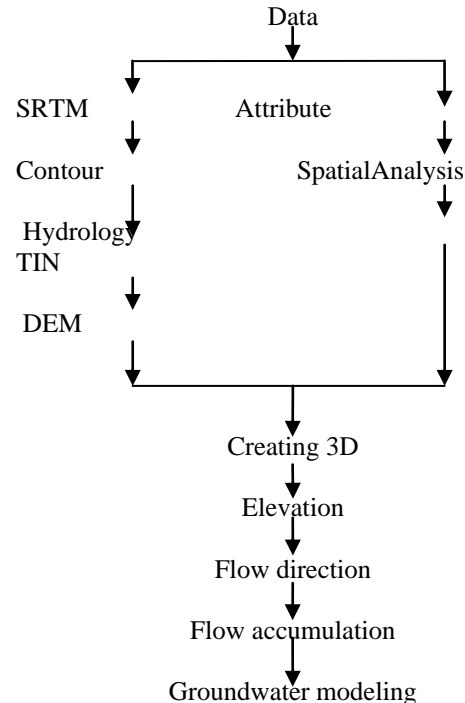 Data
SRTM Attribute
Contour SpatialAnalysis
Hydrology
TIN
DEM
Creating 3D
Elevation
Flow direction
Flow accumulation
Groundwater modeling